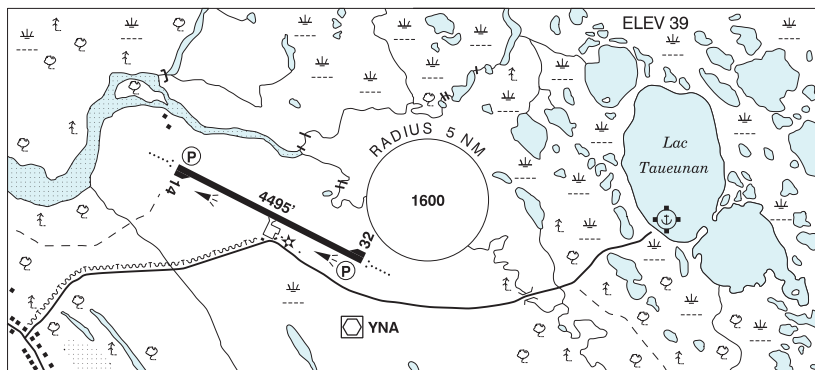 ELEV 39
RADIUS 5 NM
Lac
Taueunan
P
14
4495'
1600
32
P
YNA